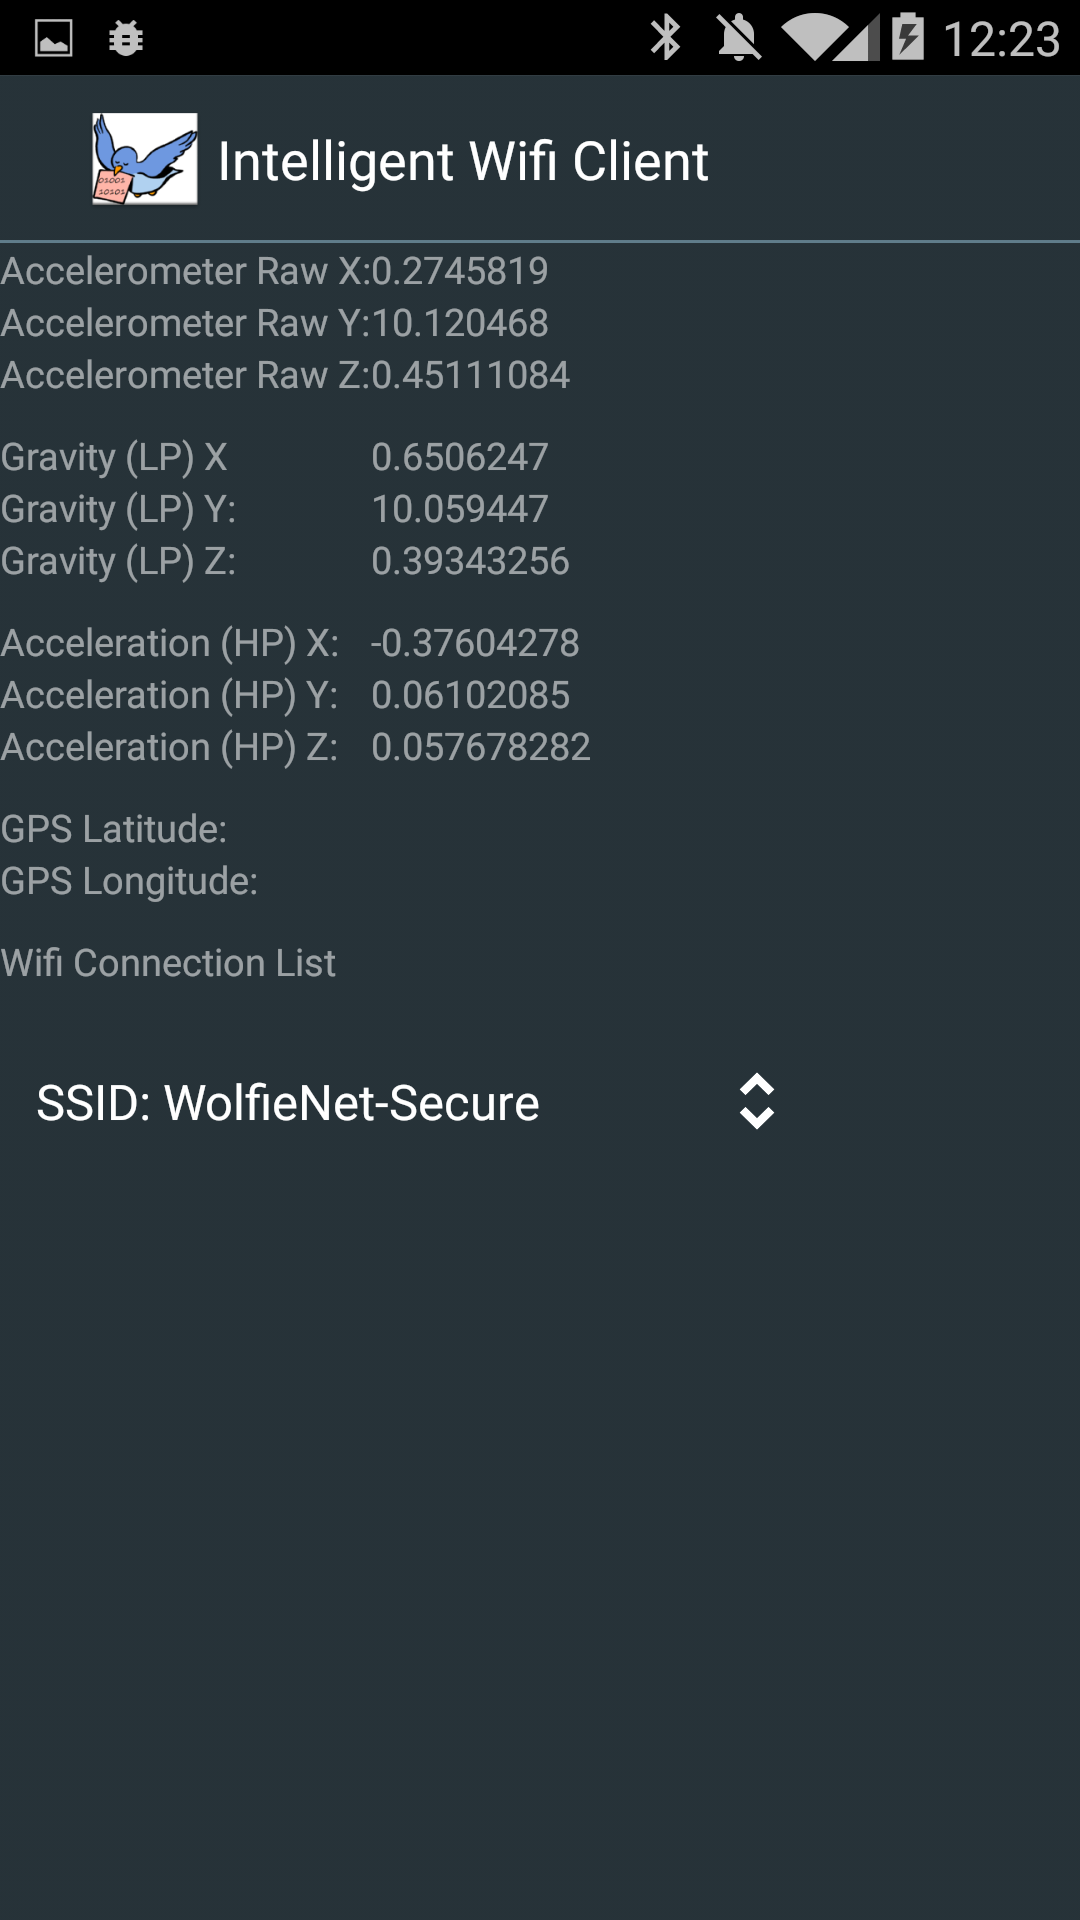 12:23
01001
10101
Intelligent Wifi Client
Accelerometer Raw X:0.2745819
Accelerometer Raw Y:10.120468
Accelerometer Raw Z:0.45111084
Gravity (LP) X 0.6506247
Gravity (LP) Y: 10.059447
Gravity (LP) Z: 0.39343256
Acceleration (HP) X: -0.37604278
Acceleration (HP) Y: 0.06102085
Acceleration (HP) Z: 0.057678282
GPS Latitude:
GPS Longitude:
Wifi Connection List
SSID: WolfieNet-Secure